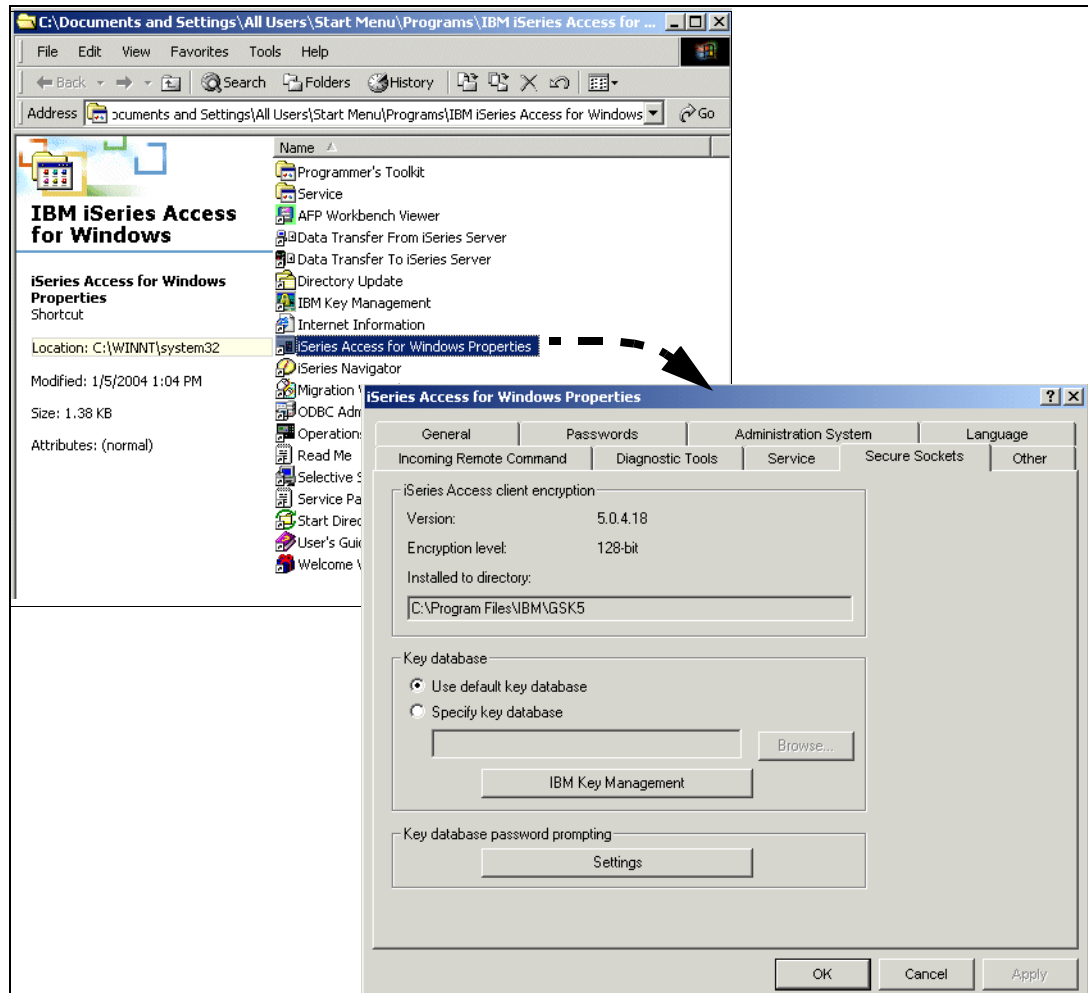 C:\Documents and Settings\All Users\Start Menu\Programs\IBM iSeries Access for ...
File Edit View Favorites Tools Help
Back Search Folders History
Address ocuments and Settings\All Users\Start Menu\Programs\IBM iSeries Access for Windows Go
IBM iSeries Access
for Windows
iSeries Access for Windows
Properties
Shortcut
Location: C:\WINNT\system32
Modified: 1/5/2004 1:04 PM
Size: 1.38 KB
Attributes: (normal)
Name
Programmer's Toolkit
Service
AFP Workbench Viewer
Data Transfer From iSeries Server
Data Transfer To iSeries Server
Directory Update
IBM Key Management
Internet Information
iSeries Access for Windows Properties
iSeries Navigator
Migration
ODBC Adm
Operation
Read Me
Selective S
Service Pa
Start Direc
User's Gui
Welcome
iSeries Access for Windows Properties
General Passwords Administration System Language
Incoming Remote Command Diagnostic Tools Service Secure Sockets Other
iSeries Access client encryption
Version: 5.0.4.18
Encryption level: 128-bit
Installed to directory:
C:\Program Files\IBM\GSK5
Key database
Use default key database
Specify key database
Browse...
IBM Key Management
Key database password prompting
Settings
OK Cancel Apply